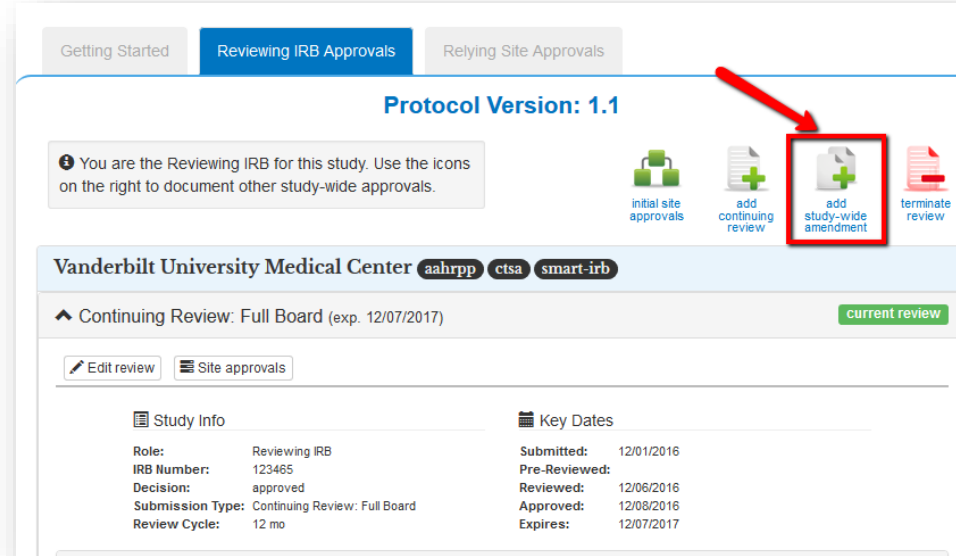 Getting Started
Reviewing IRB Approvals
Relying Site Approvals
Protocol Version: 1.1
You are the Reviewing IRB for this study. Use the icons
on the right to document other study-wide approvals.
initial site
approvals
add
continuing
review
add
study-wide
amendment
terminate
review
Vanderbilt University Medical Center aahrpp ctsa smart-irb
Continuing Review: Full Board (exp. 12/07/2017)
current review
Edit review
Site approvals
Study Info
Role: Reviewing IRB
IRB Number: 123465
Decision: approved
Submission Type: Continuing Review: Full Board
Review Cycle: 12 mo
Key Dates
Submitted: 12/01/2016
Pre-Reviewed:
Reviewed: 12/06/2016
Approved: 12/08/2016
Expires: 12/07/2017